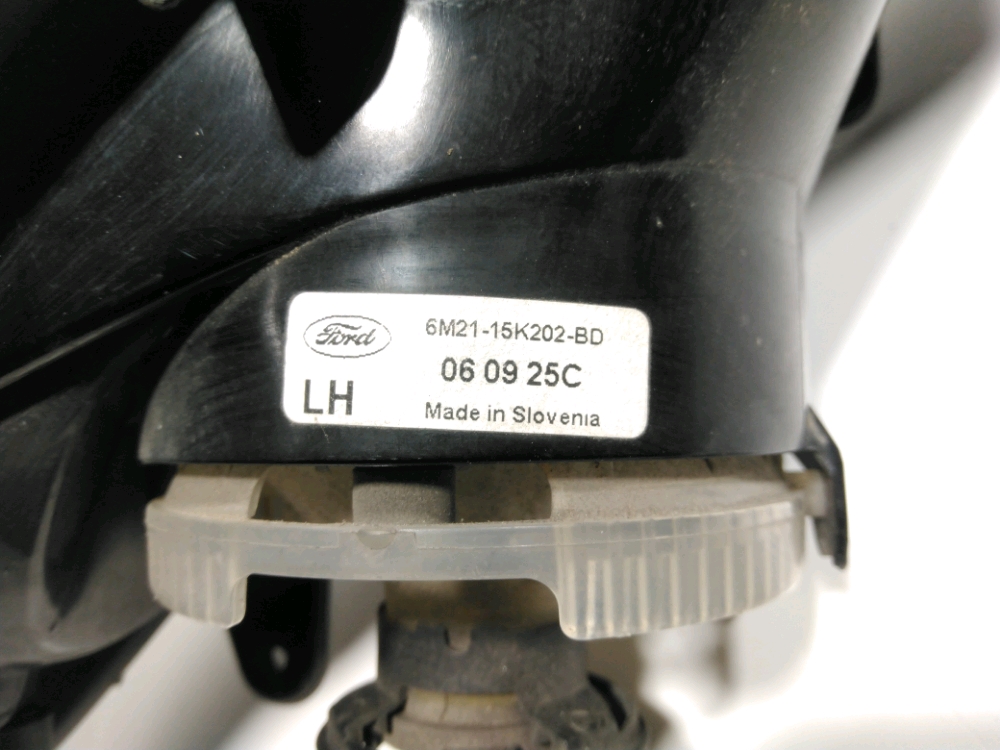 Ford
6M21-15K202-BD
06 09 25C
LH
Made in Slovenia